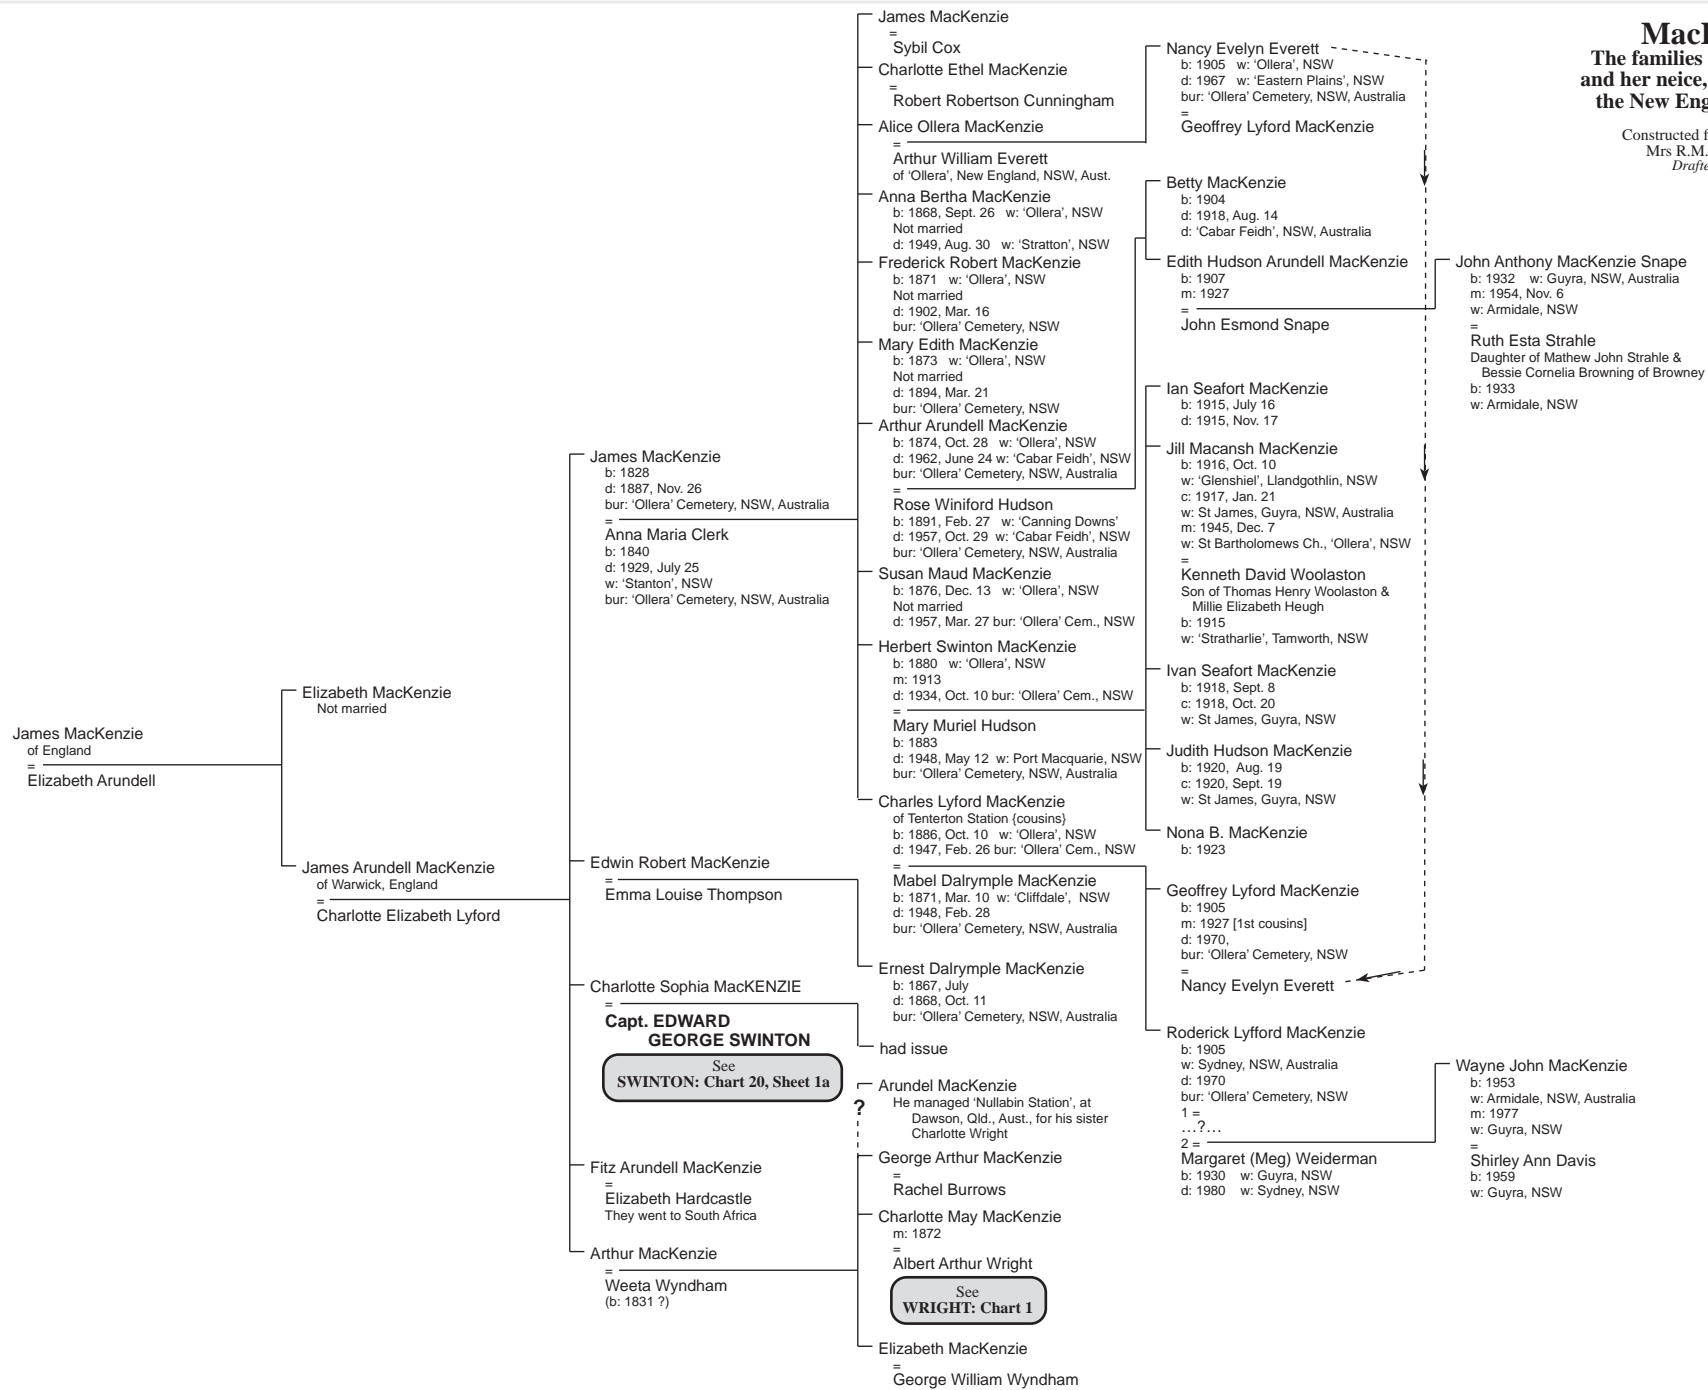 MacK
The families
and her neice,
the New Eng
Constructed f
Mrs R.M.
Drafte
James MacKenzie
of England
=
Elizabeth Arundell
Elizabeth MacKenzie
Not married
James Arundell MacKenzie
of Warwick, England
=
Charlotte Elizabeth Lyford
James MacKenzie
b: 1828
d: 1887, Nov. 26
bur: ‘Ollera’ Cemetery, NSW, Australia
=
Anna Maria Clerk
b: 1840
d: 1929, July 25
w: ‘Stanton’, NSW
bur: ‘Ollera’ Cemetery, NSW, Australia
Edwin Robert MacKenzie
=
Emma Louise Thompson
Charlotte Sophia MacKENZIE
=
Capt. EDWARD
GEORGE SWINTON
See
SWINTON: Chart 20, Sheet 1a
Fitz Arundell MacKenzie
=
Elizabeth Hardcastle
They went to South Africa
Arthur MacKenzie
=
Weeta Wyndham
(b: 1831 ?)
James MacKenzie
=
Sybil Cox
Charlotte Ethel MacKenzie
=
Robert Robertson Cunningham
Alice Ollera MacKenzie
=
Arthur William Everett
of ‘Ollera’, New England, NSW, Aust.
Anna Bertha MacKenzie
b: 1868, Sept. 26 w: ‘Ollera’, NSW
Not married
d: 1949, Aug. 30 w: ‘Stratton’, NSW
Frederick Robert MacKenzie
b: 1871 w: ‘Ollera’, NSW
Not married
d: 1902, Mar. 16
bur: ‘Ollera’ Cemetery, NSW
Mary Edith MacKenzie
b: 1873 w: ‘Ollera’, NSW
Not married
d: 1894, Mar. 21
bur: ‘Ollera’ Cemetery, NSW
Arthur Arundell MacKenzie
b: 1874, Oct. 28 w: ‘Ollera’, NSW
d: 1962, June 24 w: ‘Cabar Feidh’, NSW
bur: ‘Ollera’ Cemetery, NSW, Australia
=
Rose Winiford Hudson
b: 1891, Feb. 27 w: ‘Canning Downs’
d: 1957, Oct. 29 w: ‘Cabar Feidh’, NSW
bur: ‘Ollera’ Cemetery, NSW, Australia
Susan Maud MacKenzie
b: 1876, Dec. 13 w: ‘Ollera’, NSW
Not married
d: 1957, Mar. 27 bur: ‘Ollera’ Cem., NSW
Herbert Swinton MacKenzie
b: 1880 w: ‘Ollera’, NSW
m: 1913
d: 1934, Oct. 10 bur: ‘Ollera’ Cem., NSW
=
Mary Muriel Hudson
b: 1883
d: 1948, May 12 w: Port Macquarie, NSW
bur: ‘Ollera’ Cemetery, NSW, Australia
Charles Lyford MacKenzie
of Tenterton Station {cousins}
b: 1886, Oct. 10 w: ‘Ollera’, NSW
d: 1947, Feb. 26 bur: ‘Ollera’ Cem., NSW
=
Mabel Dalrymple MacKenzie
b: 1871, Mar. 10 w: ‘Cliffdale’, NSW
d: 1948, Feb. 28
bur: ‘Ollera’ Cemetery, NSW, Australia
Ernest Dalrymple MacKenzie
b: 1867, July
d: 1868, Oct. 11
bur: ‘Ollera’ Cemetery, NSW, Australia
had issue
?
Arundel MacKenzie
He managed ‘Nullabin Station’, at
Dawson, Qld., Aust., for his sister
Charlotte Wright
George Arthur MacKenzie
=
Rachel Burrows
Charlotte May MacKenzie
m: 1872
=
Albert Arthur Wright
See
WRIGHT: Chart 1
Elizabeth MacKenzie
=
George William Wyndham
Nancy Evelyn Everett
b: 1905 w: ‘Ollera’, NSW
d: 1967 w: ‘Eastern Plains’, NSW
bur: ‘Ollera’ Cemetery, NSW, Australia
=
Geoffrey Lyford MacKenzie
Betty MacKenzie
b: 1904
d: 1918, Aug. 14
d: ‘Cabar Feidh’, NSW, Australia
Edith Hudson Arundell MacKenzie
b: 1907
m: 1927
=
John Esmond Snape
Ian Seafort MacKenzie
b: 1915, July 16
d: 1915, Nov. 17
Jill Macansh MacKenzie
b: 1916, Oct. 10
w: ‘Glenshiel’, Llandgothlin, NSW
c: 1917, Jan. 21
w: St James, Guyra, NSW, Australia
m: 1945, Dec. 7
w: St Bartholomews Ch., ‘Ollera’, NSW
=
Kenneth David Woolaston
Son of Thomas Henry Woolaston &
Millie Elizabeth Heugh
b: 1915
w: ‘Stratharlie’, Tamworth, NSW
Ivan Seafort MacKenzie
b: 1918, Sept. 8
c: 1918, Oct. 20
w: St James, Guyra, NSW
Judith Hudson MacKenzie
b: 1920, Aug. 19
c: 1920, Sept. 19
w: St James, Guyra, NSW
Nona B. MacKenzie
b: 1923
Geoffrey Lyford MacKenzie
b: 1905
m: 1927 [1st cousins]
d: 1970,
bur: ‘Ollera’ Cemetery, NSW
=
Nancy Evelyn Everett
Roderick Lyfford MacKenzie
b: 1905
w: Sydney, NSW, Australia
d: 1970
bur: ‘Ollera’ Cemetery, NSW
1 =
…?…
2 =
Margaret (Meg) Weiderman
b: 1930 w: Guyra, NSW
d: 1980 w: Sydney, NSW
John Anthony MacKenzie Snape
b: 1932 w: Guyra, NSW, Australia
m: 1954, Nov. 6
w: Armidale, NSW
=
Ruth Esta Strahle
Daughter of Mathew John Strahle &
Bessie Cornelia Browning of Browney
b: 1933
w: Armidale, NSW
Wayne John MacKenzie
b: 1953
w: Armidale, NSW, Australia
m: 1977
w: Guyra, NSW
=
Shirley Ann Davis
b: 1959
w: Guyra, NSW